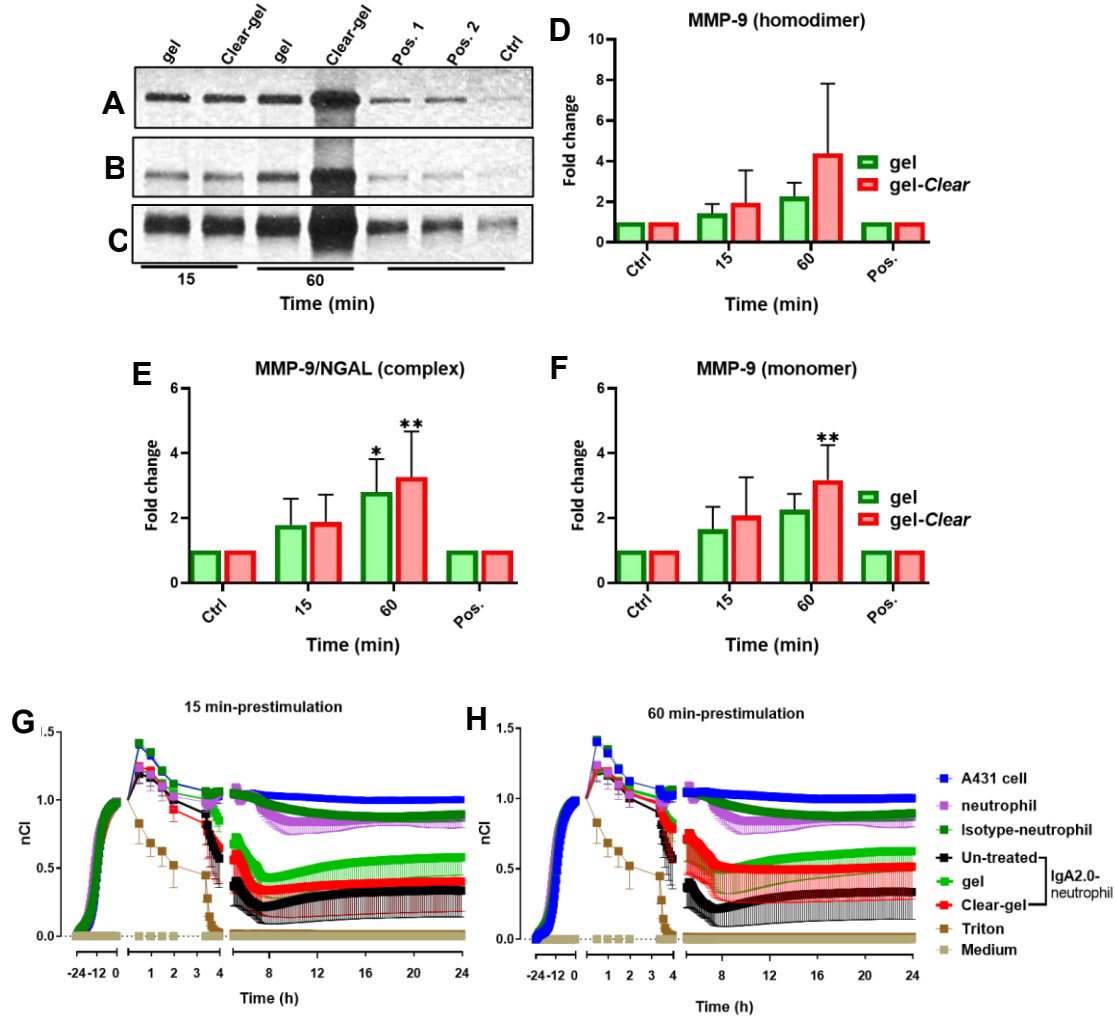 gel Clear-gel gel Clear-gel Pos. 1 Pos. 2 Ctrl
A
B
C
15 60
Time (min)
D
MMP-9 (homodimer)
Fold change
10
8
6
4
2
0
Ctrl 15 60 Pos.
Time (min)
gel
gel-Clear
E
MMP-9/NGAL (complex)
Fold change
6
4
2
0
* **
Ctrl 15 60 Pos.
Time (min)
F
MMP-9 (monomer)
Fold change
6
4
2
0
**
Ctrl 15 60 Pos.
Time (min)
gel
gel-Clear
G
15 min-prestimulation
nCI
.5
1.0
0.5
0.0
-24 -12 0 1 2 3 4 8 12 16 20 24
Time (h)
H
60 min-prestimulation
nCI
1.5
1.0
0.5
0.0
-24 -12 0 1 2 3 4 8 12 16 20 24
Time (h)
A431 cell
neutrophil
Isotype-neutrophil
Un-treated
gel
Clear-gel
IgA2.0-
neutrophil
Triton
Medium